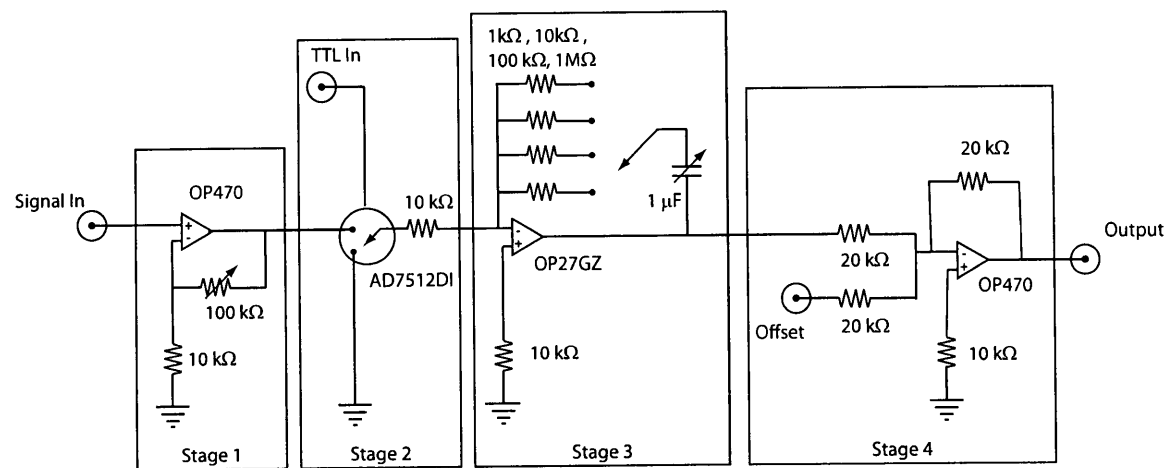 Signal In
OP470
+
-
100 kΩ
10 kΩ
Stage 1
TTL In
10 kΩ
AD7512DI
Stage 2
1kΩ , 10kΩ ,
100 kΩ, 1MΩ
1 μF
-
+
OP27GZ
10 kΩ
Stage 3
20 kΩ
20 kΩ
Offset
20 kΩ
-
+
OP470
10 kΩ
Output
Stage 4